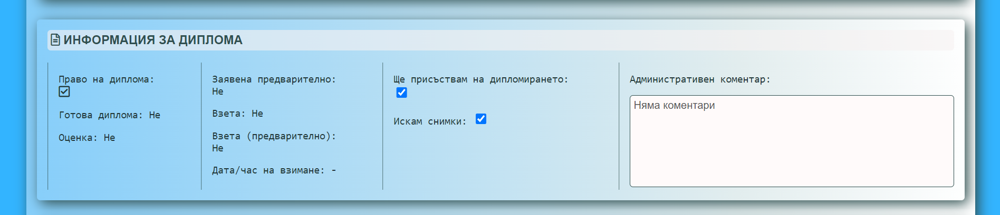 ИНФОРМАЦИЯ ЗА ДИПЛОМА
Право на диплома:
Готова диплома: Не
Оценка: Не
Заявена предварително:
Не
Взета: Не
Взета (предварително):
Не
Дата/час на взимане: -
Ще присъствам на дипломирането:
Искам снимки:
Административен коментар:
Няма коментари